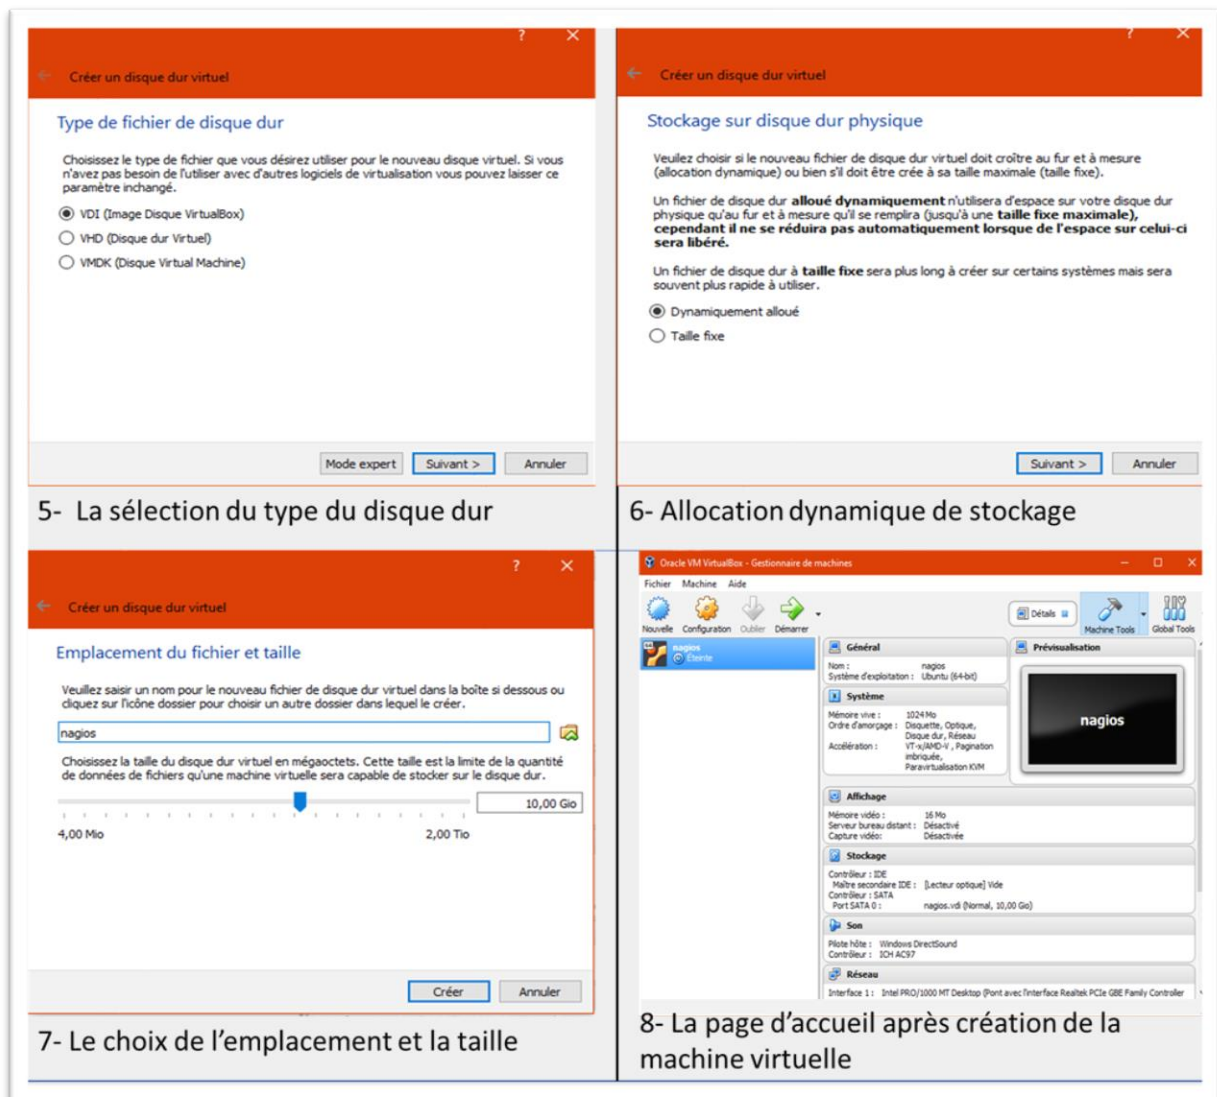 ? ×
← Créer un disque dur virtuel
Type de fichier de disque dur
Choisissez le type de fichier que vous désirez utiliser pour le nouveau disque virtuel. Si vous
n'avez pas besoin de l'utiliser avec d'autres logiciels de virtualisation vous pouvez laisser ce
paramètre inchangé.
VDI (Image Disque VirtualBox)
VHD (Disque dur Virtuel)
VMDK (Disque Virtual Machine)
Mode expert Suivant > Annuler
5- La sélection du type du disque dur
? ×
← Créer un disque dur virtuel
Stockage sur disque dur physique
Veuillez choisir si le nouveau fichier de disque dur virtuel doit croître au fur et à mesure
(allocation dynamique) ou bien s'il doit être crée à sa taille maximale (taille fixe).
Un fichier de disque dur alloué dynamiquement n'utilisera d'espace sur votre disque dur
physique qu'au fur et à mesure qu'il se remplira (jusqu'à une taille fixe maximale),
cependant il ne se réduira pas automatiquement lorsque de l'espace sur celui-ci
sera libéré.
Un fichier de disque dur à taille fixe sera plus long à créer sur certains systèmes mais sera
souvent plus rapide à utiliser.
Dynamiquement alloué
Taille fixe
Suivant > Annuler
6- Allocation dynamique de stockage
? ×
← Créer un disque dur virtuel
Emplacement du fichier et taille
Veuillez saisir un nom pour le nouveau fichier de disque dur virtuel dans la boîte si dessous ou
cliquez sur l'icône dossier pour choisir un autre dossier dans lequel le créer.
nagios
Choisissez la taille du disque dur virtuel en mégaoctets. Cette taille est la limite de la quantité
de données de fichiers qu'une machine virtuelle sera capable de stocker sur le disque dur.
10,00 Gio
4,00 Mio 2,00 Tio
Créer Annuler
7- Le choix de l'emplacement et la taille
Oracle VM VirtualBox - Gestionnaire de machines
Fichier Machine Aide
Nouvelle Configuration Oublier Démarrer
Détails Machine Tools Global Tools
nagios
Éteinte
Général
Nom : nagios
Système d'exploitation : Ubuntu (64-bit)
Système
Mémoire vive : 1024 Mo
Ordre d'amorçage : Disquette, Optique,
Disque dur, Réseau
Accélération : VT-x/AMD-V , Pagination
imbriquée,
Paravirtualisation KVM
Prévisualisation
nagios
Affichage
Mémoire vidéo : 16 Mo
Serveur bureau distant : Désactivé
Capture vidéo: Désactivée
Stockage
Contrôleur : IDE
Maître secondaire IDE : [Lecteur optique] Vide
Contrôleur : SATA
Port SATA 0 : nagios.vdi (Normal, 10,00 Gio)
Son
Pilote hôte : Windows DirectSound
Contrôleur : ICH AC97
Réseau
Interface 1 : Intel PRO/1000 MT Desktop (Pont avec l'interface Realtek PCIe GBE Family Controller
8- La page d'accueil après création de la
machine virtuelle